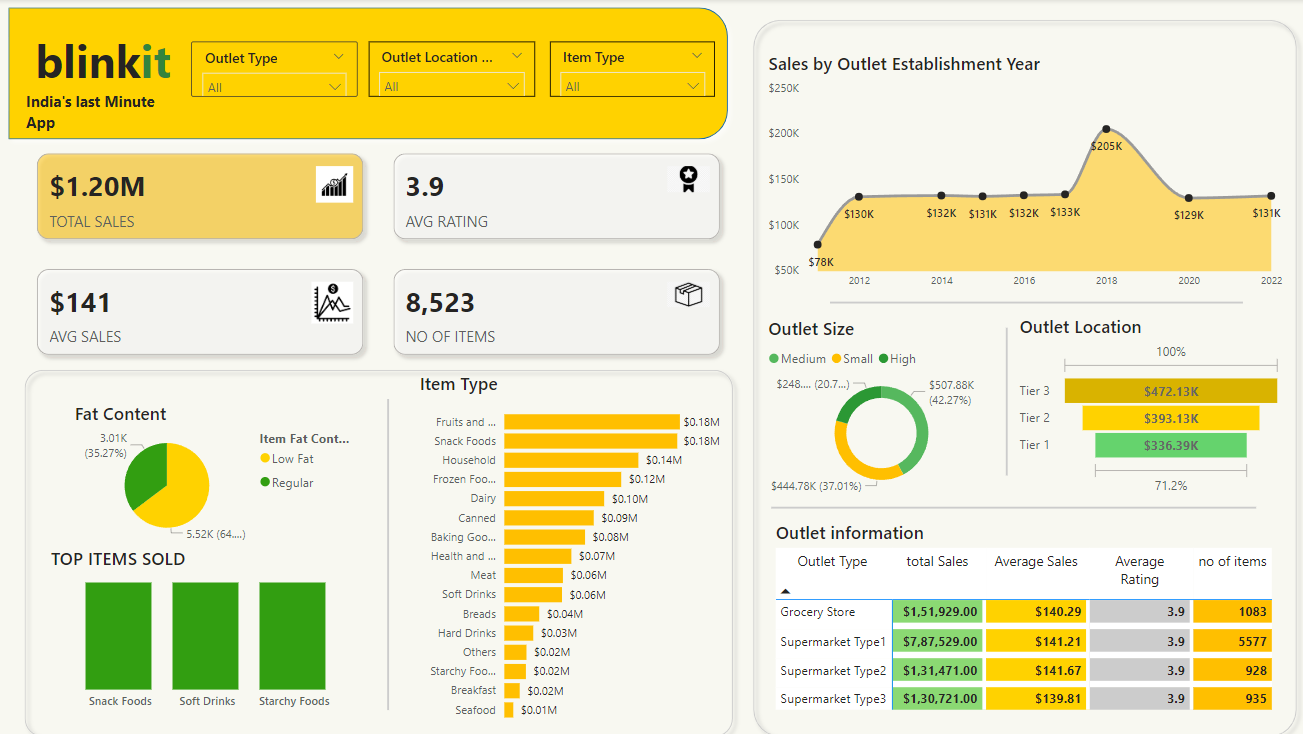 blinkit
India's last Minute
App
Outlet Type
All
Outlet Location ...
All
Item Type
All
$1.20M
TOTAL SALES
3.9
AVG RATING
$141
AVG SALES
8,523
NO OF ITEMS
Fat Content
3.01K
(35.27%)
5.52K (64....)
Item Fat Cont...
Low Fat
Regular
TOP ITEMS SOLD
Snack Foods
Soft Drinks
Starchy Foods
Item Type
Fruits and ... $0.18M
Snack Foods $0.18M
Household $0.14M
Frozen Foo... $0.12M
Dairy $0.10M
Canned $0.09M
Baking Goo... $0.08M
Health and ... $0.07M
Meat $0.06M
Soft Drinks $0.06M
Breads $0.04M
Hard Drinks $0.03M
Others $0.02M
Starchy Foo... $0.02M
Breakfast $0.02M
Seafood $0.01M
Sales by Outlet Establishment Year
$250K
$200K
$150K
$100K
$50K
$78K
$130K
$132K
$131K
$132K
$133K
$205K
$129K
$131K
2012 2014 2016 2018 2020 2022
Outlet Size
Medium Small High
$248.... (20.7...)
$507.88K
(42.27%)
$444.78K (37.01%)
Outlet Location
100%
Tier 3 $472.13K
Tier 2 $393.13K
Tier 1 $336.39K
71.2%
Outlet information
Outlet Type total Sales Average Sales Average Rating no of items
Grocery Store $1,51,929.00 $140.29 3.9 1083
Supermarket Type1 $7,87,529.00 $141.21 3.9 5577
Supermarket Type2 $1,31,471.00 $141.67 3.9 928
Supermarket Type3 $1,30,721.00 $139.81 3.9 935